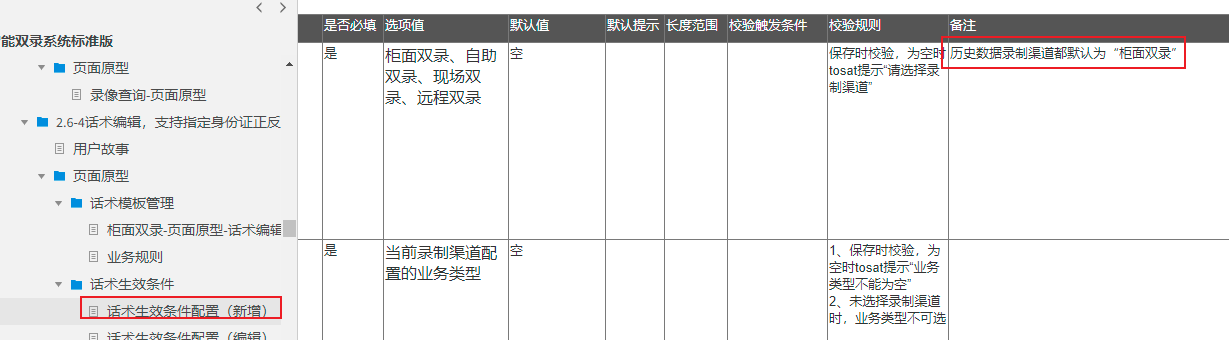 能双录系统标准版
页面原型
录像查询-页面原型
2.6-4话术编辑，支持指定身份证正反
用户故事
页面原型
话术模板管理
柜面双录-页面原型-话术编辑
业务规则
话术生效条件
话术生效条件配置（新增）
话术生效条件配置（编辑）
是否必填 选项值 默认值 默认提示 长度范围 校验触发条件 校验规则 备注
是 柜面双录、自助 空 保存时校验，为空时 历史数据录制渠道都默认为“柜面双录”
双录、现场双 tosat提示“请选择录
录、远程双录 制渠道”
是 当前录制渠道配 空 1、保存时校验，为
置的业务类型 空时tosat提示“业务
类型不能为空”
2、未选择录制渠道
时，业务类型不可选